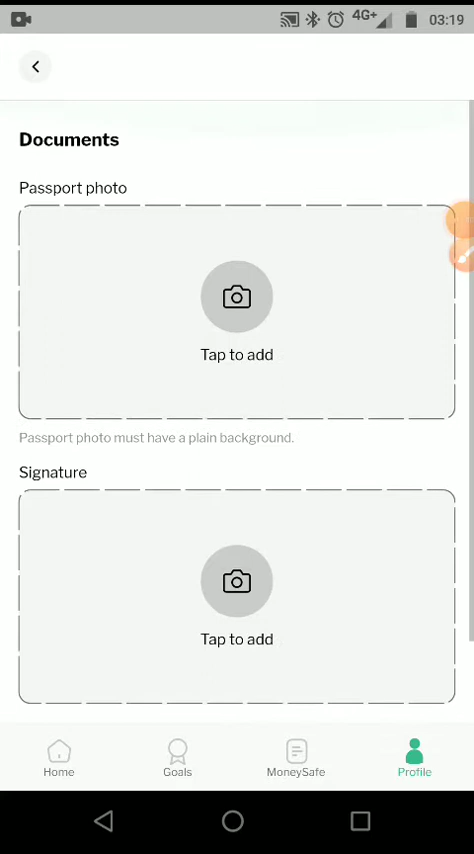 4G+ 03:19
Documents
Passport photo
Tap to add
Passport photo must have a plain background.
Signature
Tap to add
Home Goals MoneySafe Profile